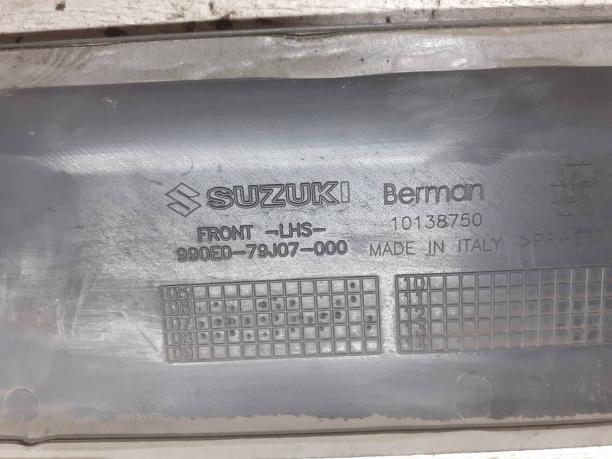 SUZUKI Berman
FRONT -LHS- 10138750
990E0-79J07-000 MADE IN ITALY
05 10
06 11
07 12
08 13
09 14